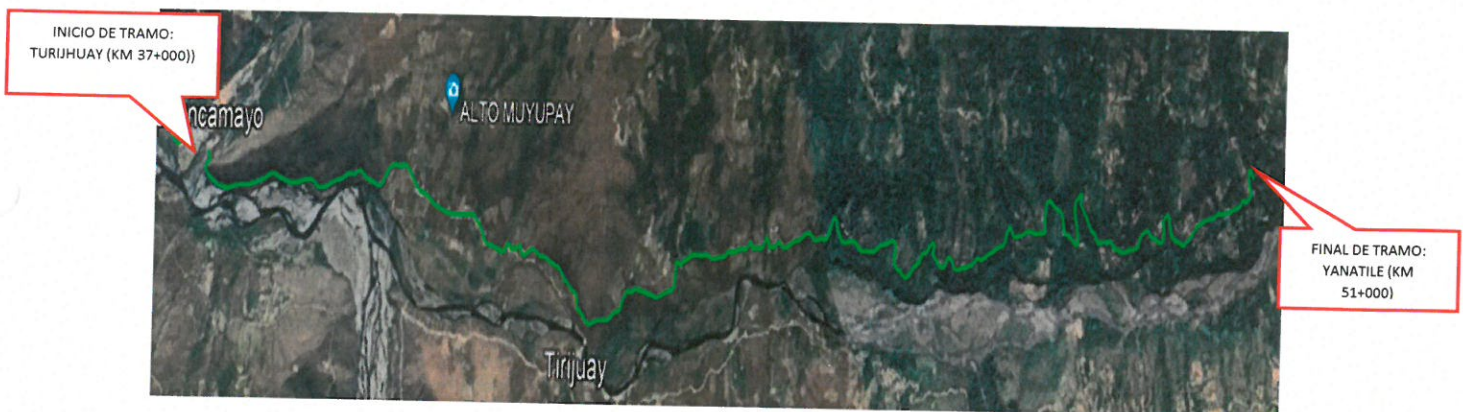 INICIO DE TRAMO:
TURIJHUAY (KM 37+000))
ncamayo
ALTO MUYUPAY
FINAL DE TRAMO:
YANATILE (KM
51+000)
Tirijuay